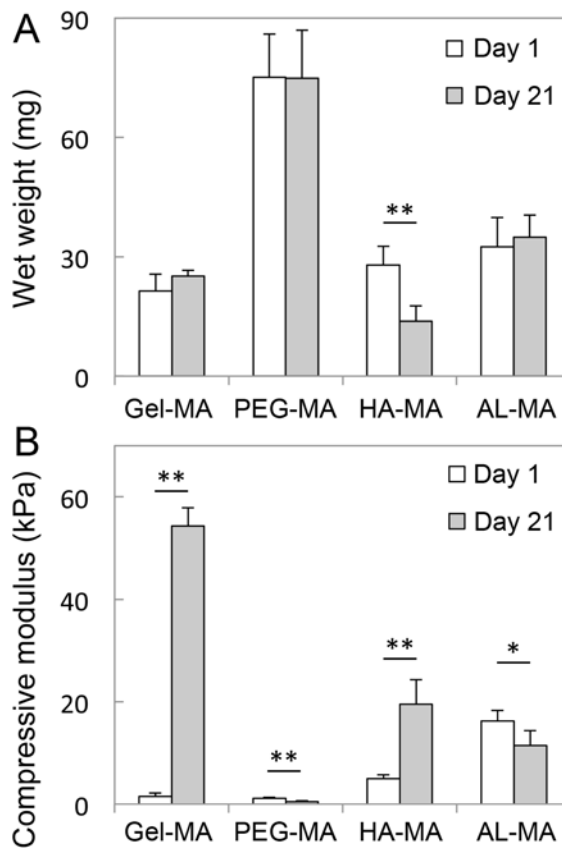 A
Wet weight (mg)
90
60
30
0
Day 1
Day 21
**
Gel-MA PEG-MA HA-MA AL-MA
B
Compressive modulus (kPa)
60
40
20
0
Day 1
Day 21
**
**
**
*
Gel-MA PEG-MA HA-MA AL-MA